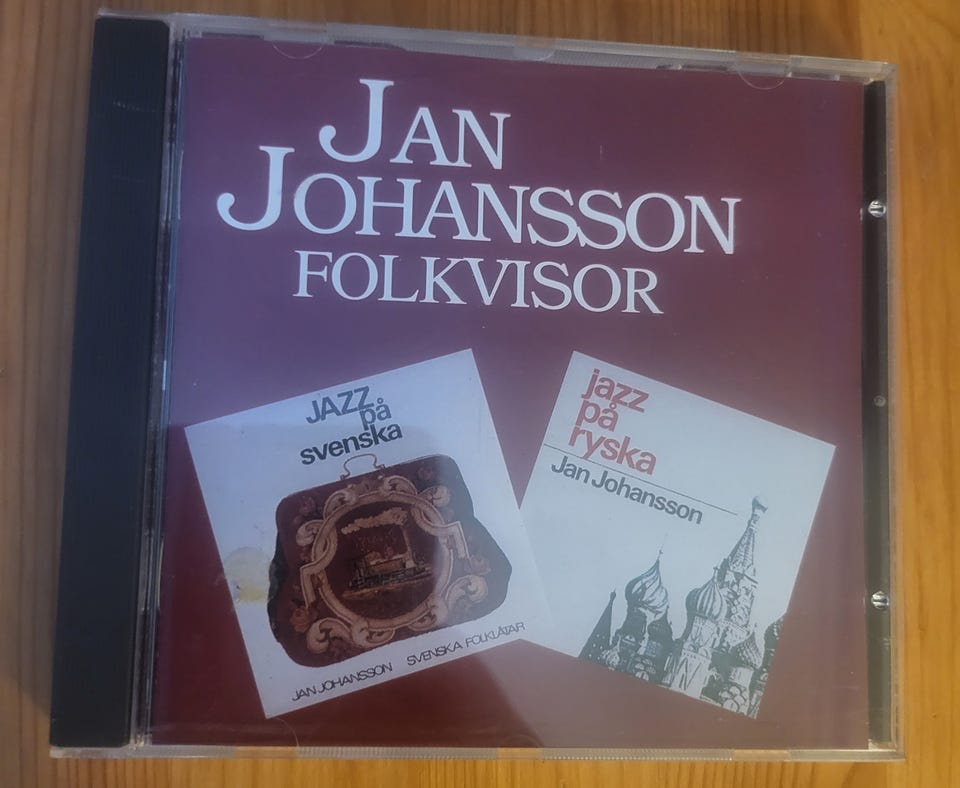 JAN
JOHANSSON
FOLKVISOR
JAZZ
på
svenska
JAN JOHANSSON SVENSKA FOLKLÅTAR
jazz
på
ryska
Jan Johansson